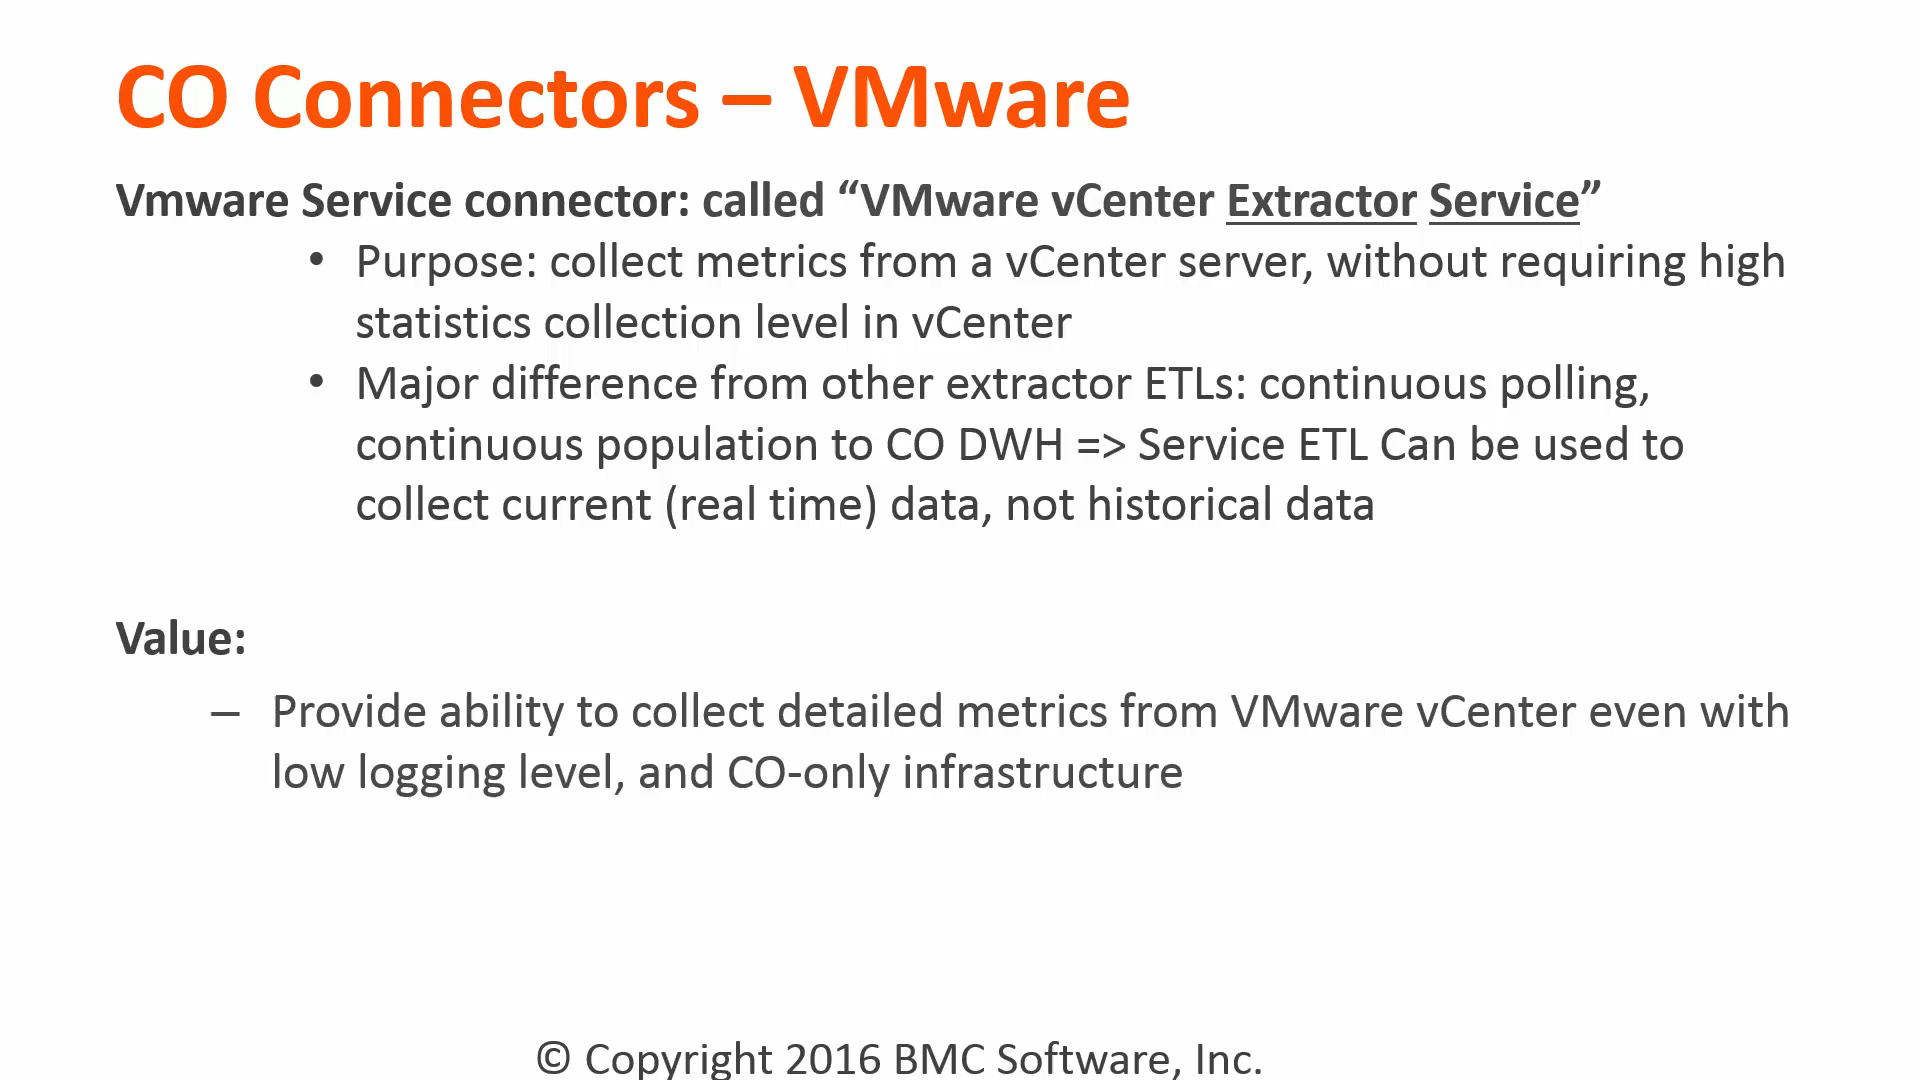 CO Connectors – VMware
Vmware Service connector: called “VMware vCenter Extractor Service”
• Purpose: collect metrics from a vCenter server, without requiring high
statistics collection level in vCenter
• Major difference from other extractor ETLs: continuous polling,
continuous population to CO DWH => Service ETL Can be used to
collect current (real time) data, not historical data
Value:
– Provide ability to collect detailed metrics from VMware vCenter even with
low logging level, and CO-only infrastructure
© Copyright 2016 BMC Software, Inc.